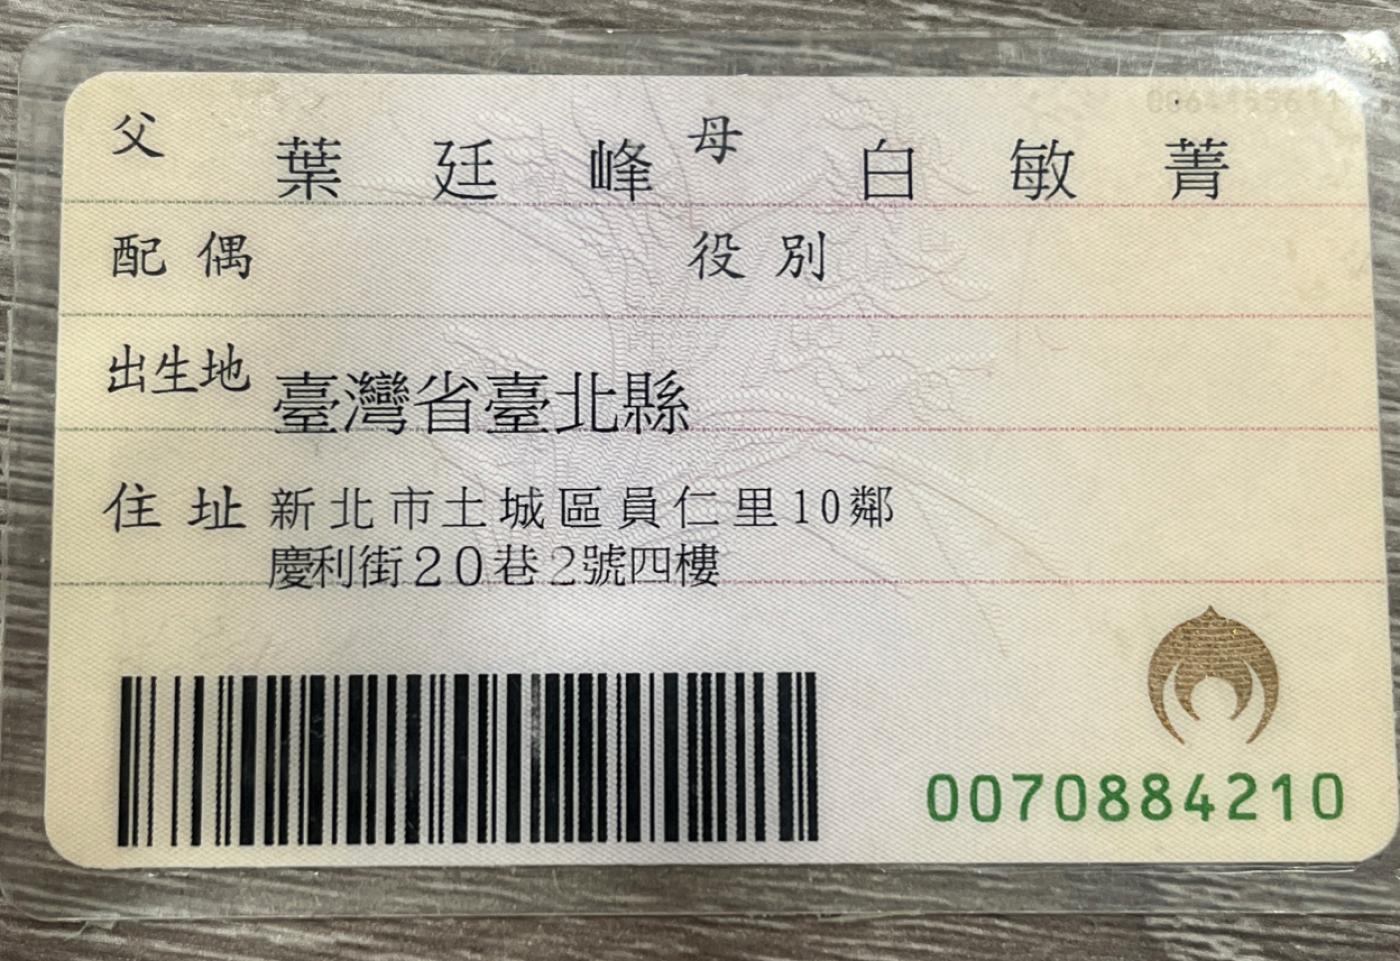 父 葉廷峰 母 白敏菁
配偶 役別
出生地 臺灣省臺北縣
住址 新北市土城區員仁里10鄰
慶利街20巷2號四樓
0070884210